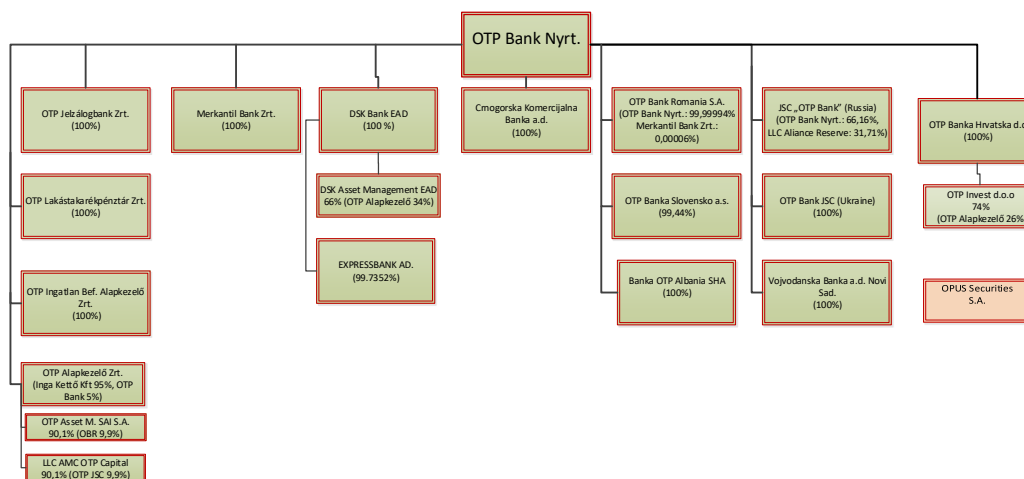 OTP Bank Nyrt.
OTP Jelzálogbank Zrt.
(100%)
Merkantil Bank Zrt.
(100%)
DSK Bank EAD
(100 %)
Crnogorska Komercijalna
Banka a.d.
(100%)
OTP Bank Romania S.A.
(OTP Bank Nyrt.: 99,99994%
Merkantil Bank Zrt.:
0,00006%)
JSC „OTP Bank” (Russia)
(OTP Bank Nyrt.: 66,16%,
LLC Aliance Reserve: 31,71%)
OTP Banka Hrvatska d.d
(100%)
OTP Lakástakarékpénztár Zrt.
(100%)
DSK Asset Management EAD
66% (OTP Alapkezelő 34%)
OTP Banka Slovensko a.s.
(99,44%)
OTP Bank JSC (Ukraine)
(100%)
OTP Invest d.o.o
74%
(OTP Alapkezelő 26%
OTP Ingatlan Bef. Alapkezelő
Zrt.
(100%)
EXPRESSBANK AD.
(99.7352%)
Banka OTP Albania SHA
(100%)
Vojvodanska Banka a.d. Novi
Sad.
(100%)
OPUS Securities
S.A.
OTP Alapkezelő Zrt.
(Inga Kettő Kft 95%, OTP
Bank 5%)
OTP Asset M. SAI S.A.
90,1% (OBR 9,9%)
LLC AMC OTP Capital
90,1% (OTP JSC 9,9%)